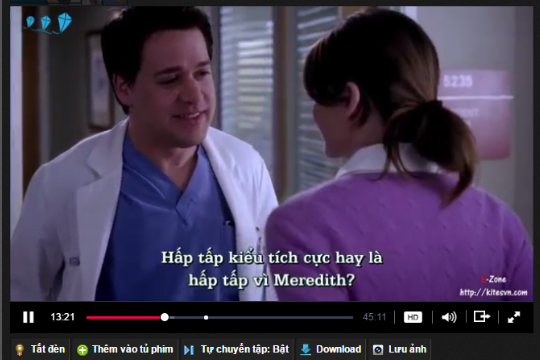 5235
Hấp tấp kiểu tích cực hay là
hấp tấp vì Meredith?
K-Zone
http://kitesvn.com
13:21
45:11
HD
Tắt đèn
Thêm vào tủ phim
Tự chuyển tập: Bật
Download
Lưu ảnh